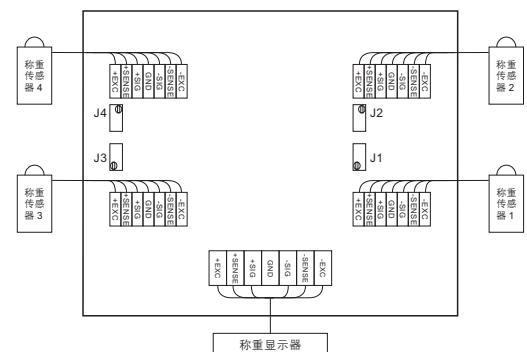 称重
传感
器 4
+EXC
+SENSE
+SIG
GND
-SIG
-SENSE
-EXC
+EXC
+SENSE
+SIG
GND
-SIG
-SENSE
-EXC
称重
传感
器 2
J4
J2
J3
J1
称重
传感
器 3
+EXC
+SENSE
+SIG
GND
-SIG
-SENSE
-EXC
+EXC
+SENSE
+SIG
GND
-SIG
-SENSE
-EXC
称重
传感
器 1
+EXC
+SENSE
+SIG
GND
-SIG
-SENSE
-EXC
称重显示器